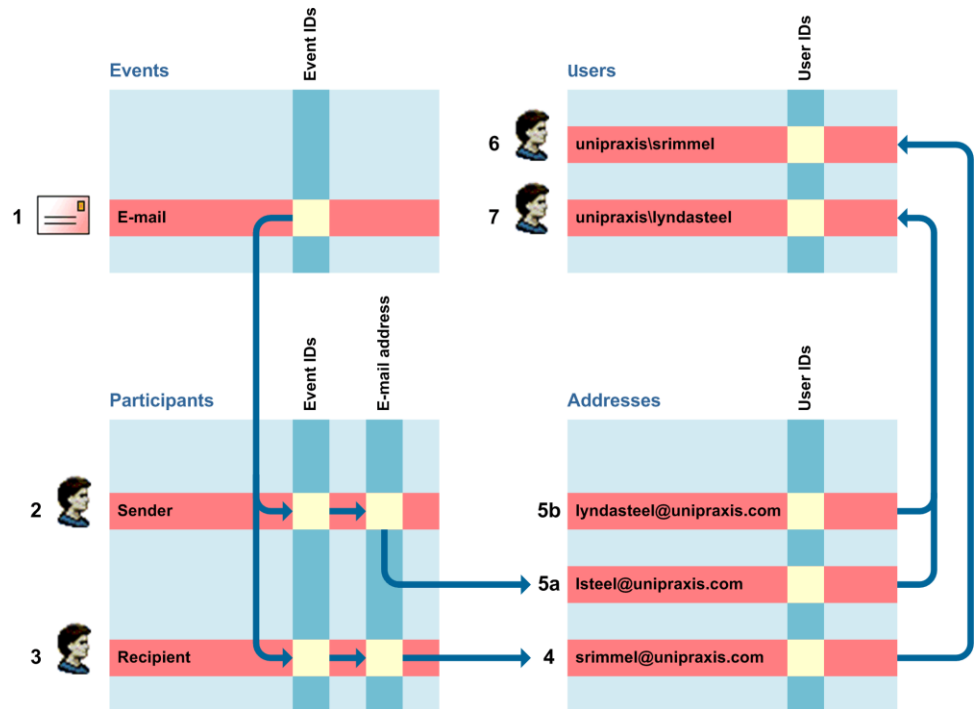 Event IDs
User IDs
Events
Users
6
unipraxis\srimmel
1
E-mail
7
unipraxis\lyndasteel
Event IDs
E-mail address
User IDs
Participants
Addresses
2
Sender
5b
lyndasteel@unipraxis.com
5a
lsteel@unipraxis.com
3
Recipient
4
srimmel@unipraxis.com